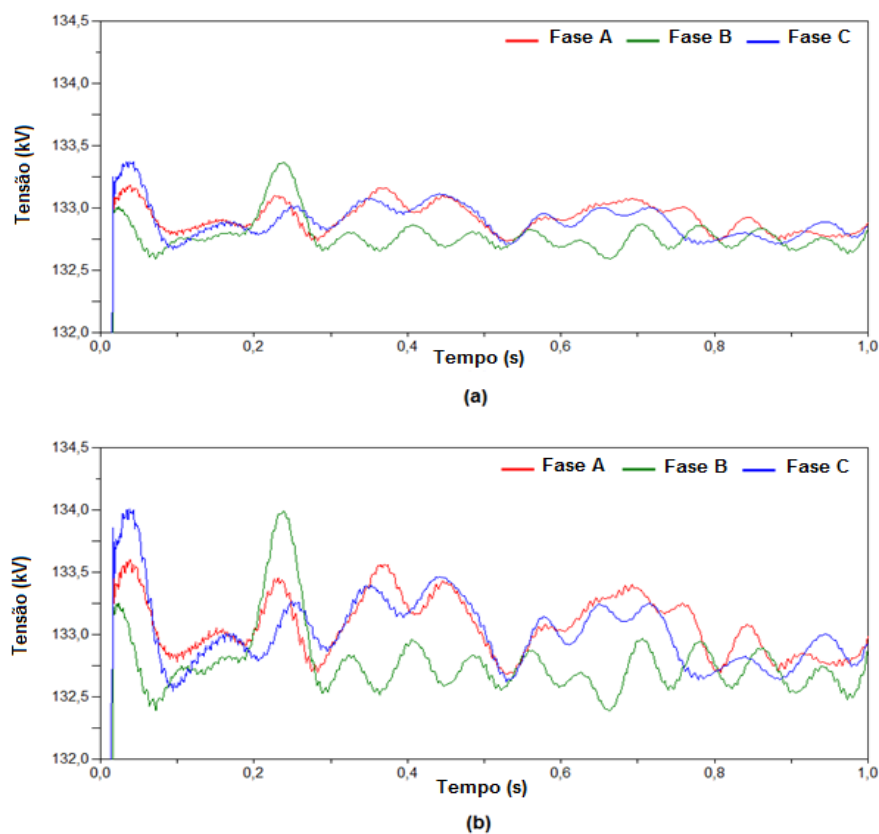 134,5
Fase A Fase B Fase C
134,0
133,5
Tensão (kV)
133,0
132,5
132,0
0,0 0,2 0,4 0,6 0,8 1,0
Tempo (s)
(a)
134,5
Fase A Fase B Fase C
134,0
133,5
Tensão (kV)
133,0
132,5
132,0
0,0 0,2 0,4 0,6 0,8 1,0
Tempo (s)
(b)